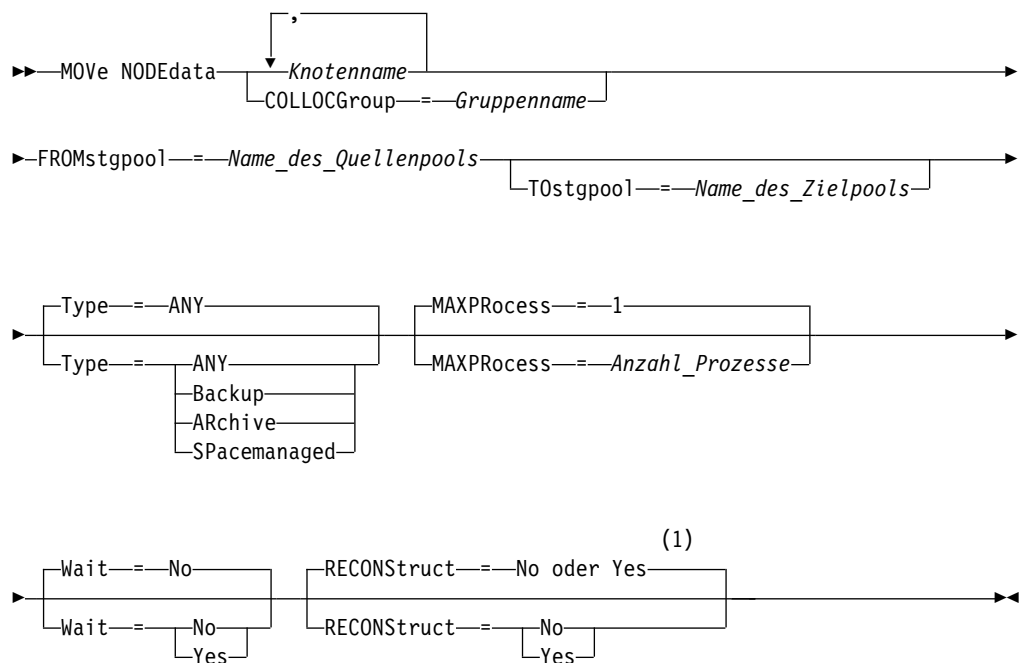 ,
MOVe NODEdata Knotenname
COLLOCGroup = Gruppenname
FROMstgpool = Name_des_Quellenpools
TOstgpool = Name_des_Zielpools
Type = ANY MAXPRocess = 1
Type = ANY MAXPRocess = Anzahl_Prozesse
Backup
ARchive
SPacemanaged
(1)
Wait = No RECONStruct = No oder Yes
Wait = No RECONStruct = No
Yes Yes